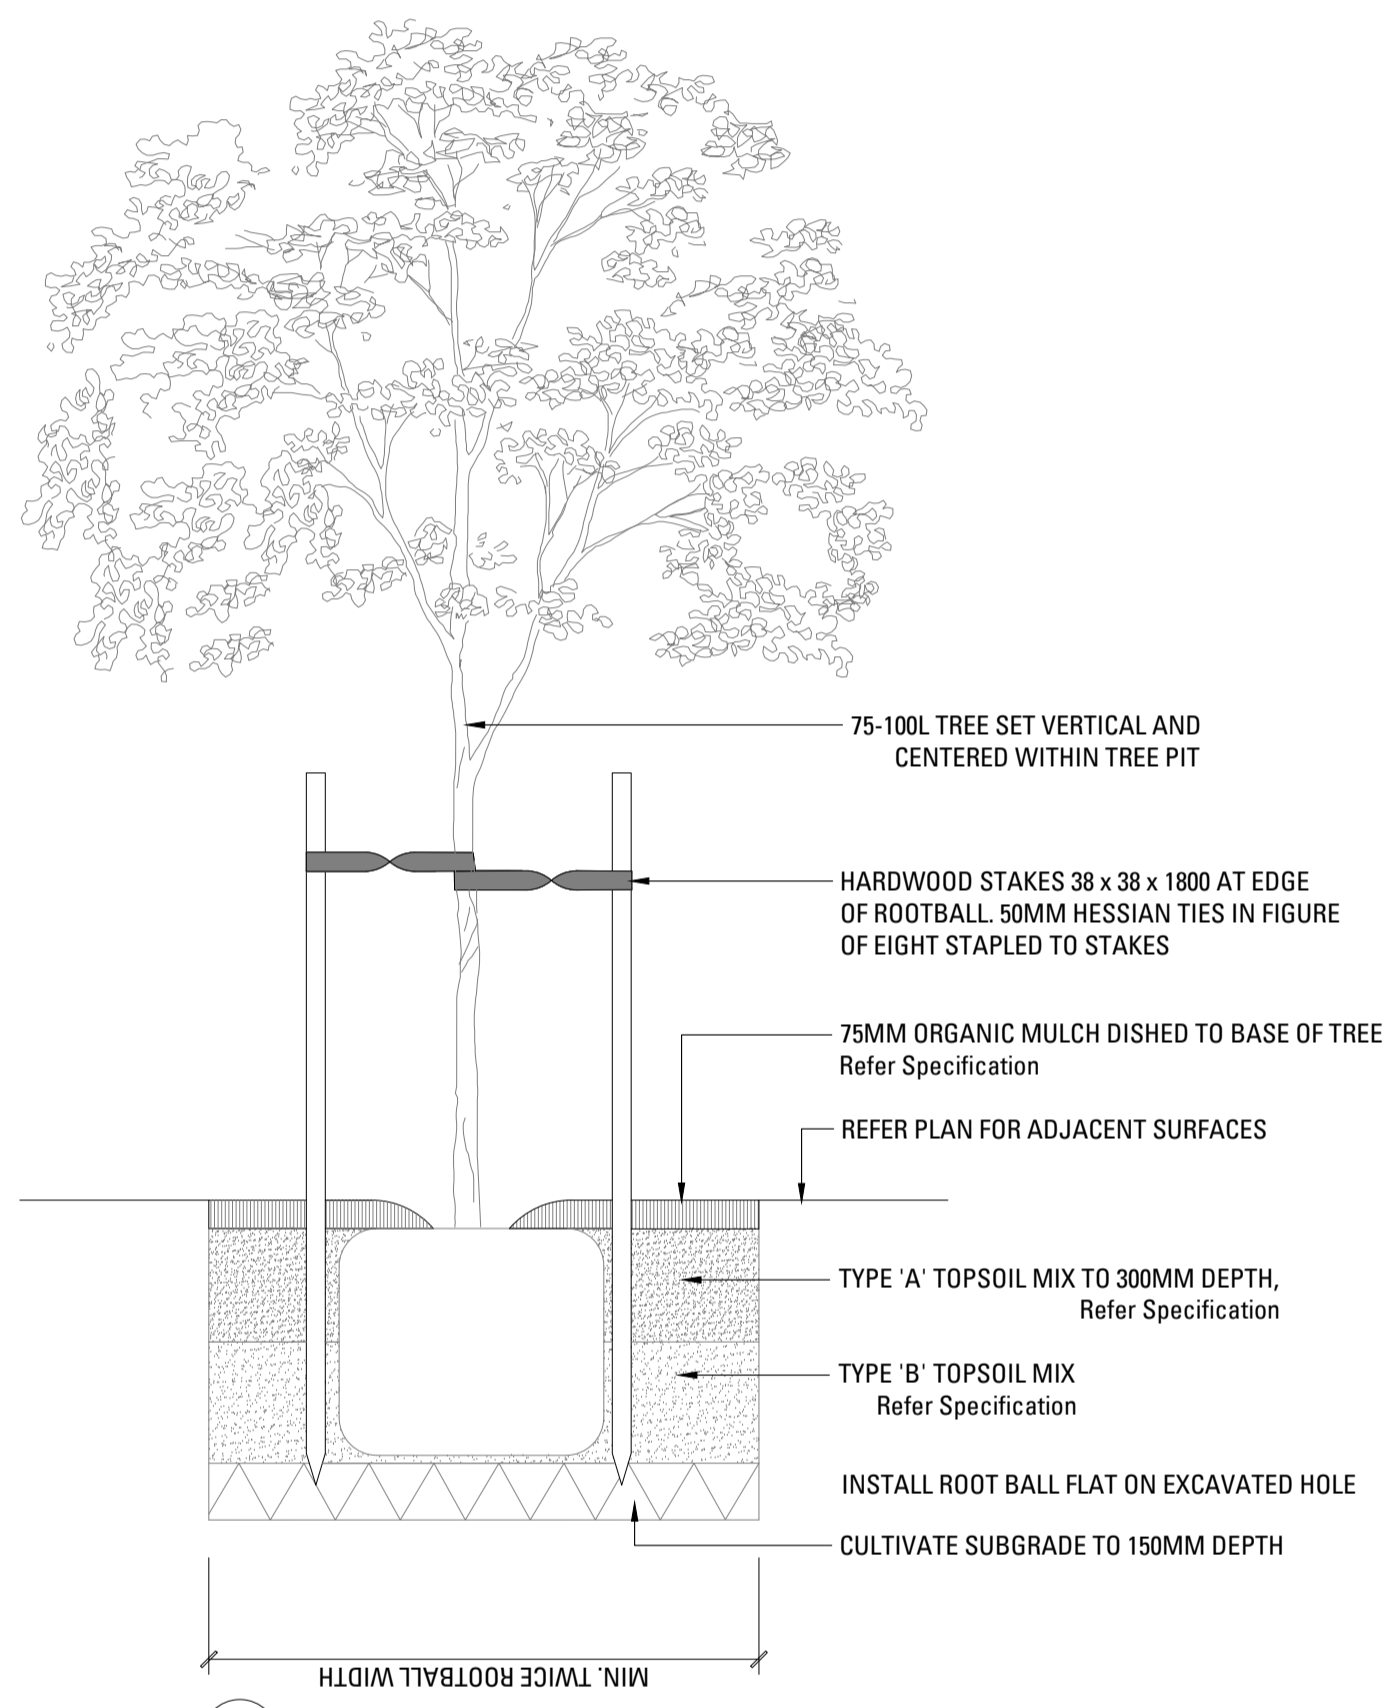 75-100L TREE SET VERTICAL AND
CENTERED WITHIN TREE PIT
HARDWOOD STAKES 38 x 38 x 1800 AT EDGE
OF ROOTBALL. 50MM HESSIAN TIES IN FIGURE
OF EIGHT STAPLED TO STAKES
75MM ORGANIC MULCH DISHED TO BASE OF TREE
Refer Specification
REFER PLAN FOR ADJACENT SURFACES
TYPE 'A' TOPSOIL MIX TO 300MM DEPTH,
Refer Specification
TYPE 'B' TOPSOIL MIX
Refer Specification
INSTALL ROOT BALL FLAT ON EXCAVATED HOLE
CULTIVATE SUBGRADE TO 150MM DEPTH
MIN. TWICE ROOTBALL WIDTH